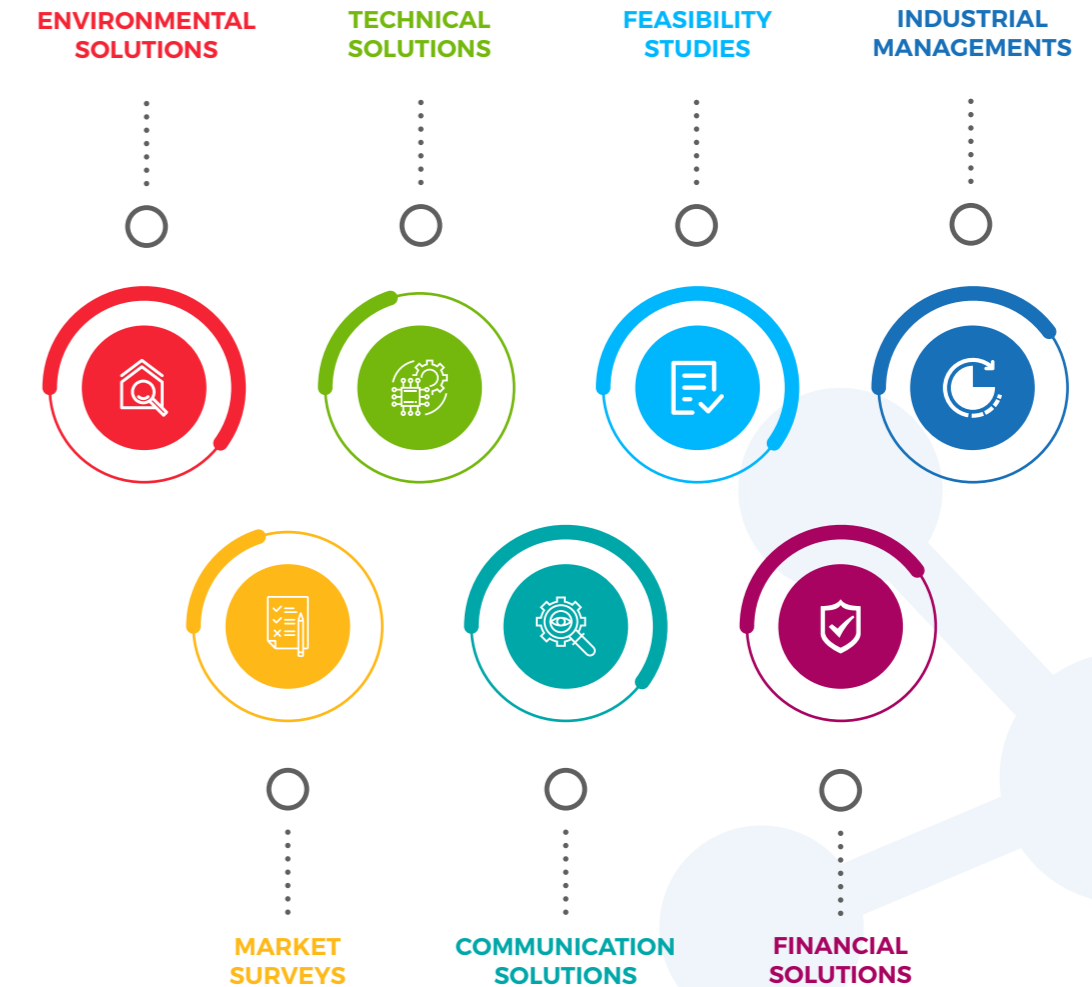 ENVIRONMENTAL
SOLUTIONS
TECHNICAL
SOLUTIONS
FEASIBILITY
STUDIES
INDUSTRIAL
MANAGEMENTS
MARKET
SURVEYS
COMMUNICATION
SOLUTIONS
FINANCIAL
SOLUTIONS